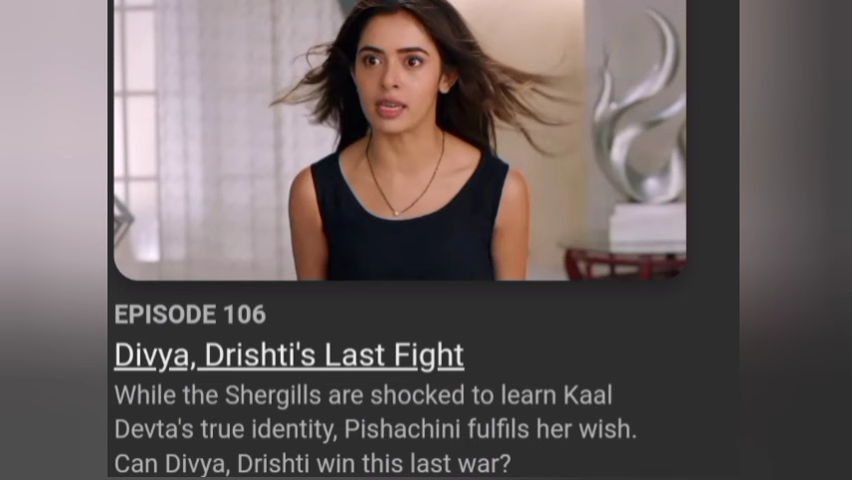 EPISODE 106
Divya, Drishti's Last Fight
While the Shergills are shocked to learn Kaal
Devta's true identity, Pishachini fulfils her wish.
Can Divya, Drishti win this last war?